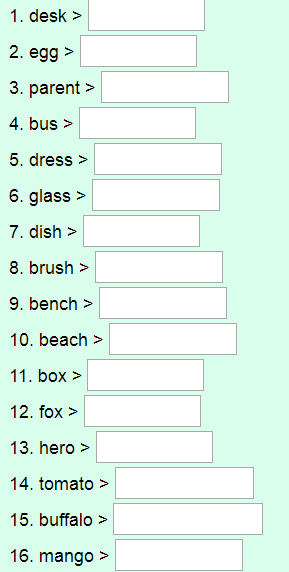 1. desk >
2. egg >
3. parent >
4. bus >
5. dress >
6. glass >
7. dish >
8. brush >
9. bench >
10. beach >
11. box >
12. fox >
13. hero >
14. tomato >
15. buffalo >
16. mango >